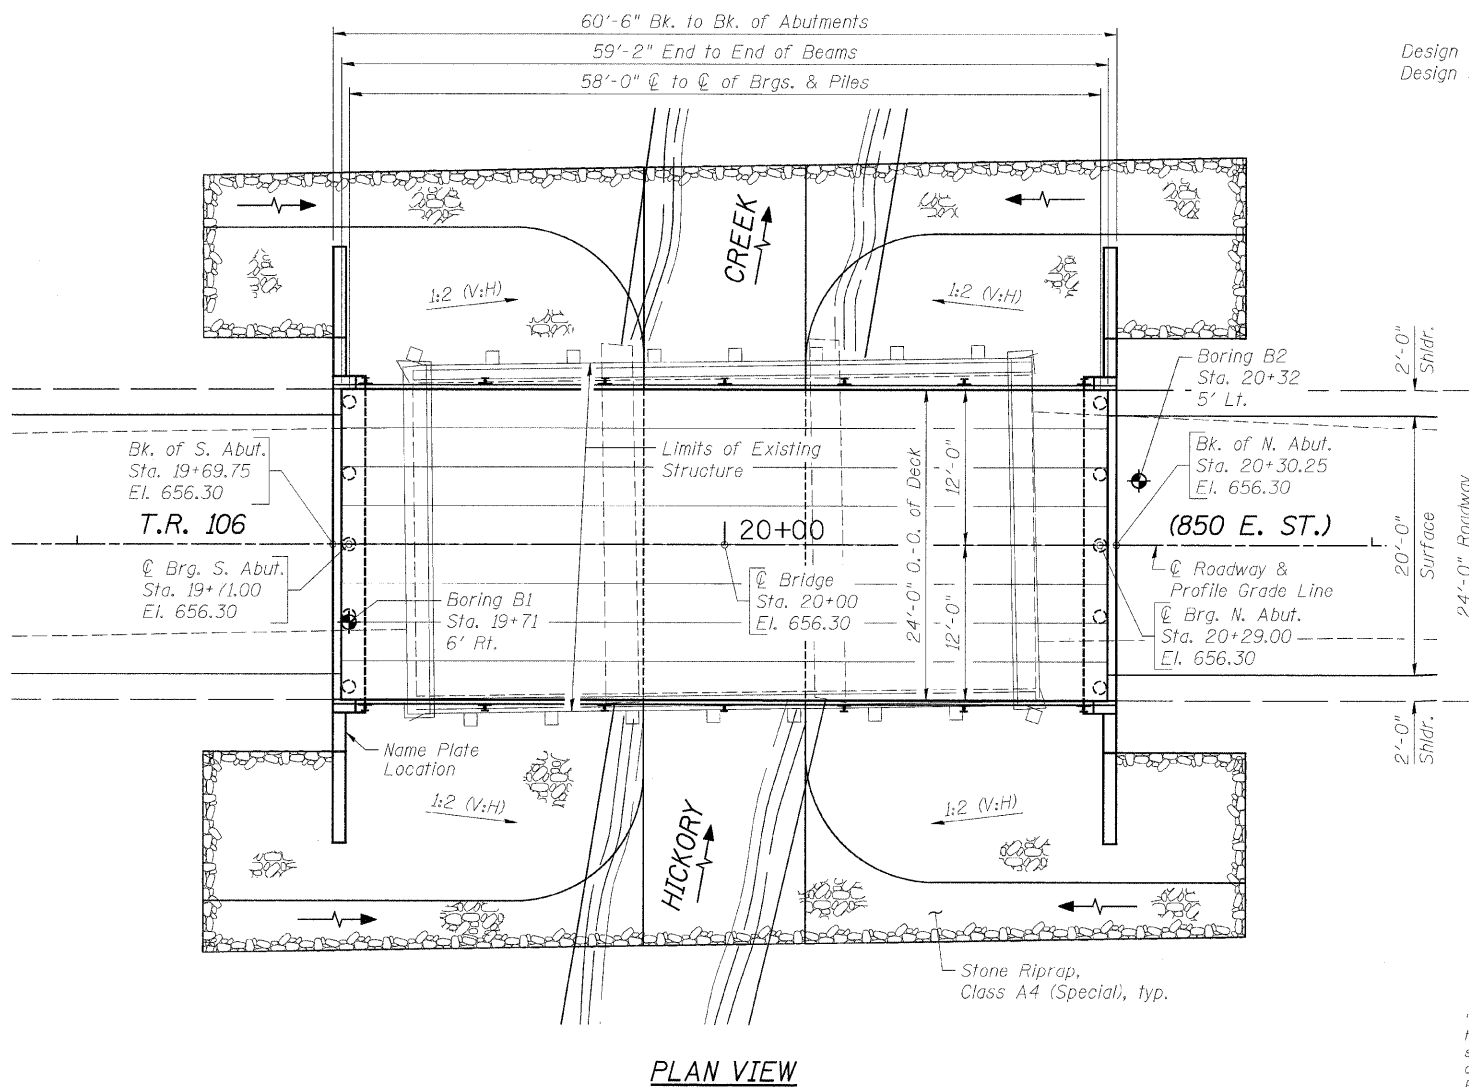 60'-6" Bk. to Bk. of Abutments
59'-2" End to End of Beams
58'-0" ℄ to ℄ of Brgs. & Piles
Design
Design
CREEK
1:2 (V:H)
1:2 (V:H)
2'-0"
Shldr.
Boring B2
Sta. 20+32
5' Lt.
Bk. of S. Abut.
Sta. 19+69.75
El. 656.30
Limits of Existing
Structure
24'-0" O.-O. of Deck
12'-0"
12'-0"
Bk. of N. Abut.
Sta. 20+30.25
El. 656.30
T.R. 106
20+00
(850 E. ST.)
20'-0"
Surface
24'-0" Roadway
℄ Brg. S. Abut.
Sta. 19+71.00
El. 656.30
Boring B1
Sta. 19+71
6' Rt.
℄ Bridge
Sta. 20+00
El. 656.30
℄ Roadway &
Profile Grade Line
℄ Brg. N. Abut.
Sta. 20+29.00
El. 656.30
Name Plate
Location
2'-0"
Shldr.
1:2 (V:H)
1:2 (V:H)
HICKORY
Stone Riprap,
Class A4 (Special), typ.
PLAN VIEW